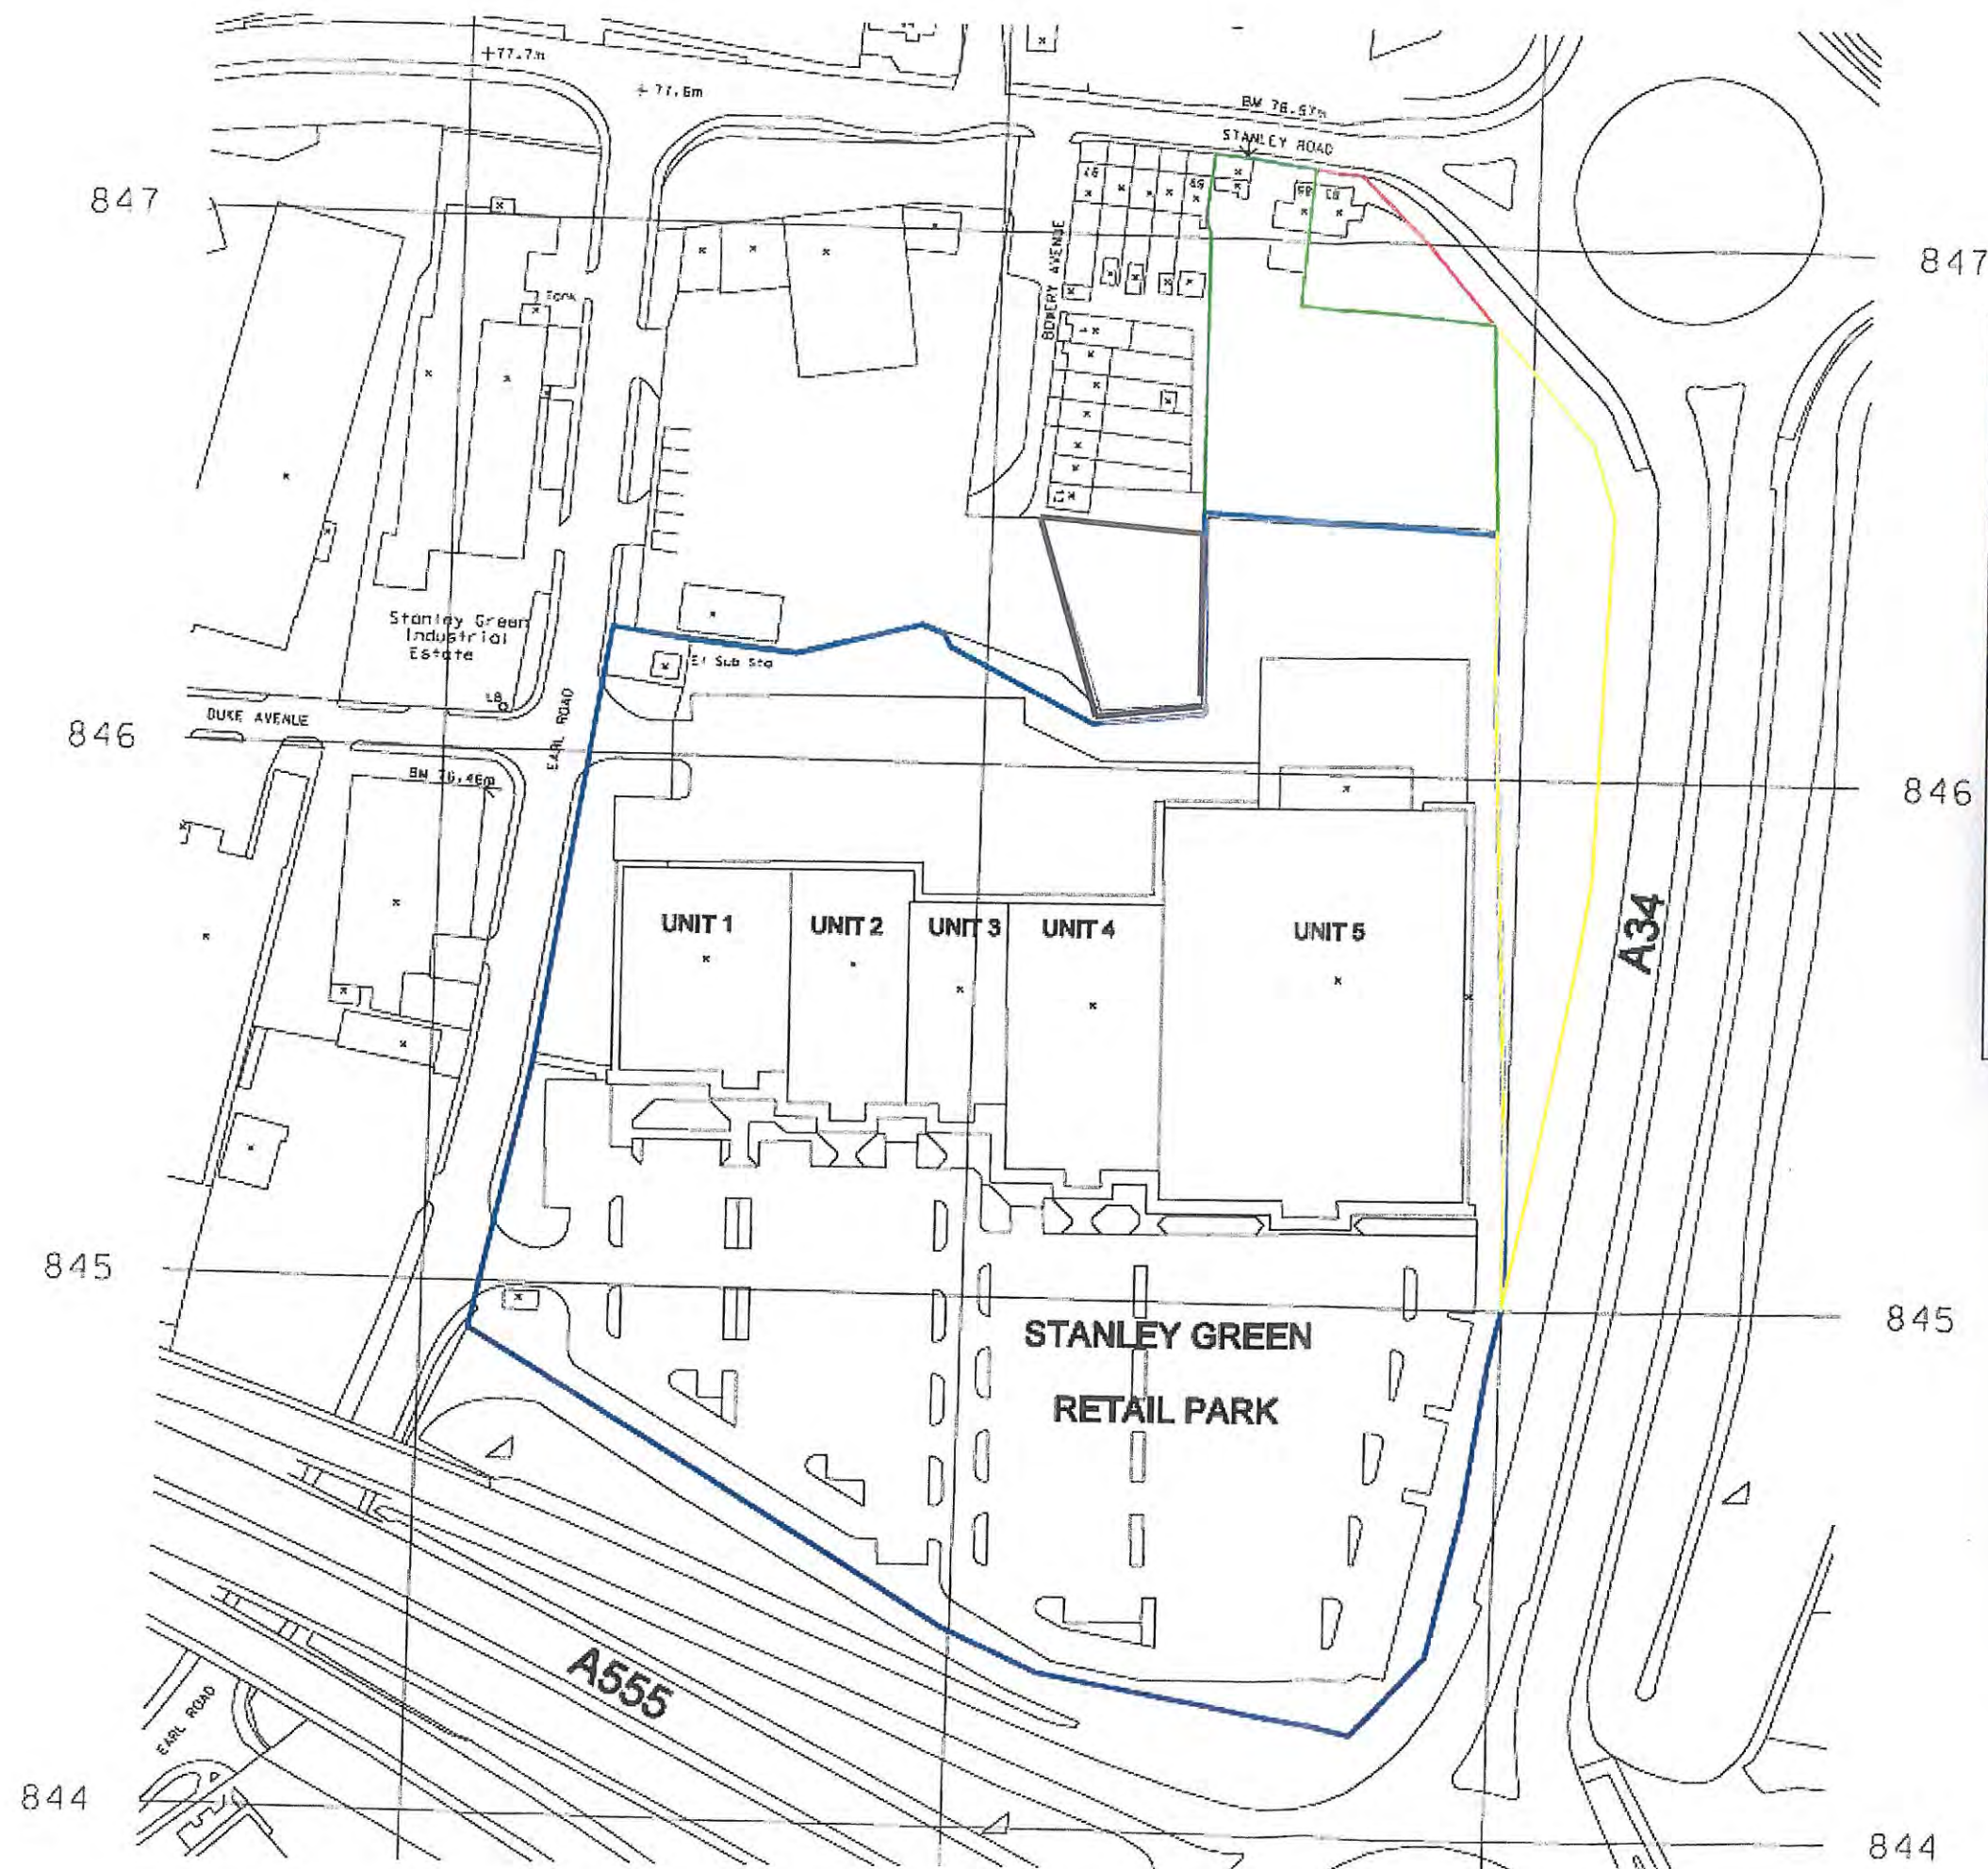 +77.7m
+ 77.6m
BM 76.57m
STANLEY ROAD
847
847
BOWERY AVENUE
Stanley Green
Industrial
Estate
El Sub Sta
LB
DUKE AVENUE
EARL ROAD
846
BM 76.46m
846
UNIT 1
UNIT 2
UNIT 3
UNIT 4
UNIT 5
A34
845
845
STANLEY GREEN
RETAIL PARK
A555
EARL ROAD
844
844